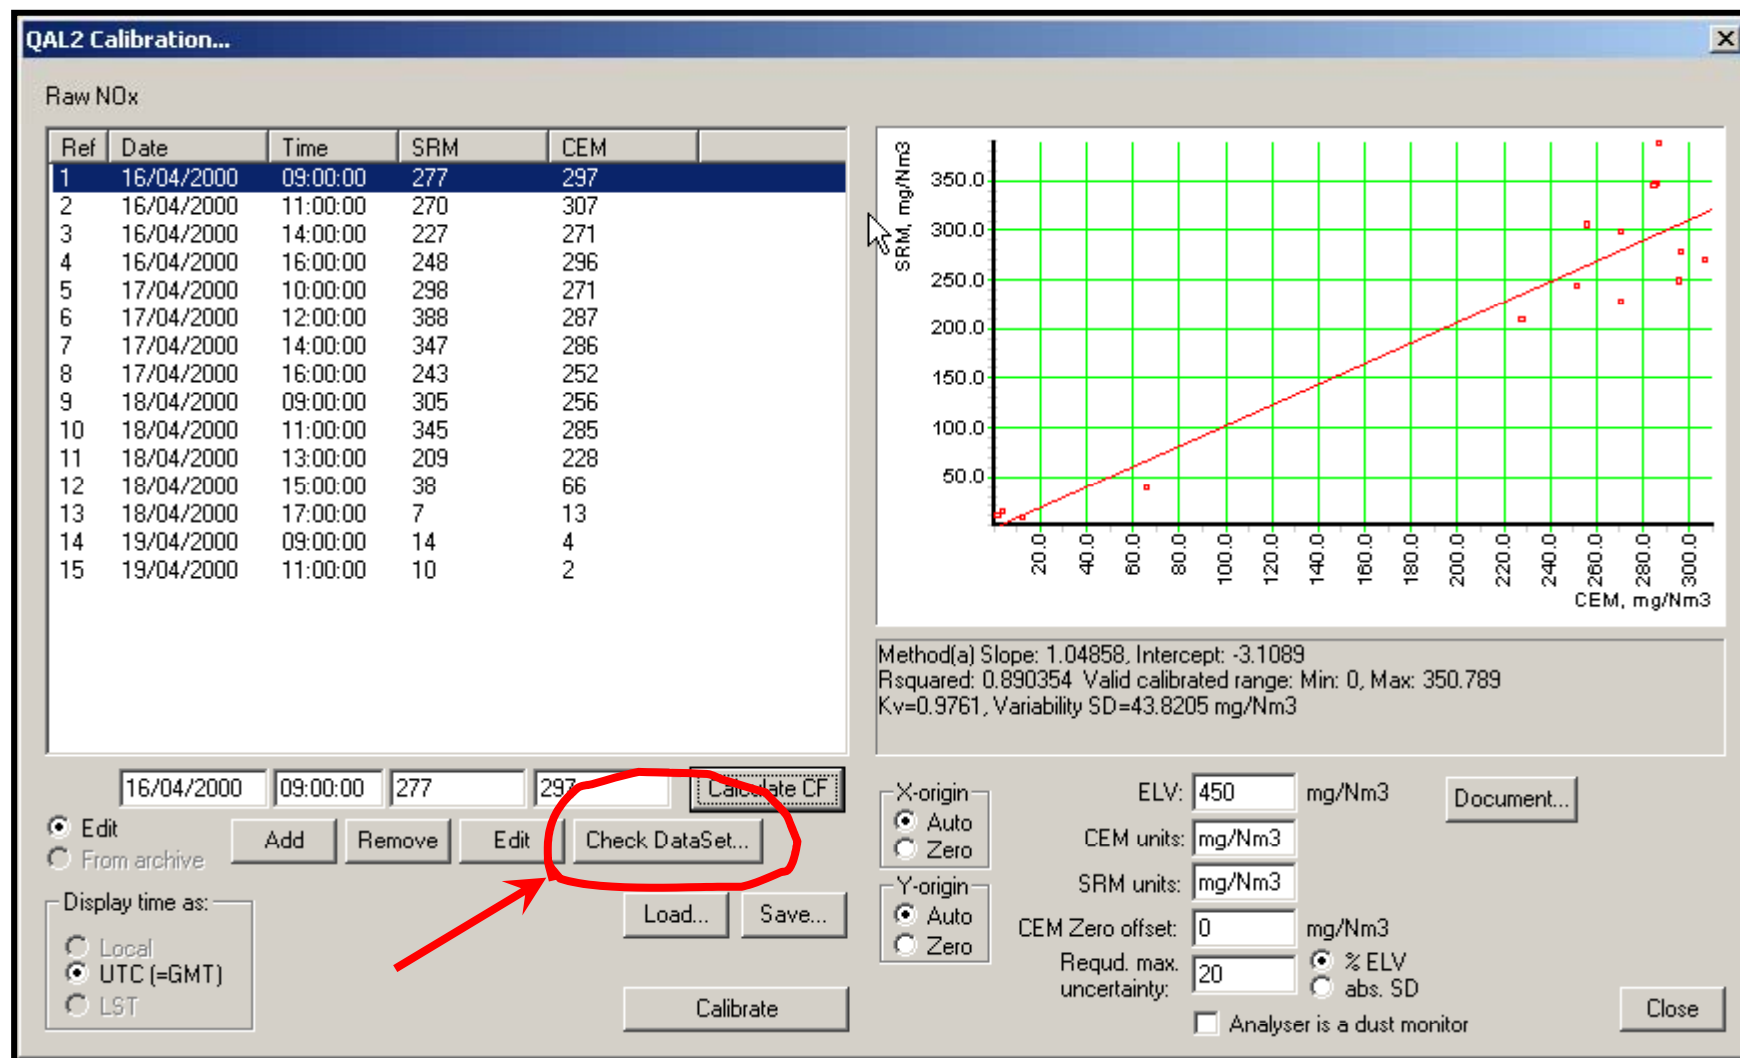 QAL2 Calibration...
Raw NOx
Ref Date Time SRM CEM
1 16/04/2000 09:00:00 277 297
2 16/04/2000 11:00:00 270 307
3 16/04/2000 14:00:00 227 271
4 16/04/2000 16:00:00 248 296
5 17/04/2000 10:00:00 298 271
6 17/04/2000 12:00:00 388 287
7 17/04/2000 14:00:00 347 286
8 17/04/2000 16:00:00 243 252
9 18/04/2000 09:00:00 305 256
10 18/04/2000 11:00:00 345 285
11 18/04/2000 13:00:00 209 228
12 18/04/2000 15:00:00 38 66
13 18/04/2000 17:00:00 7 13
14 19/04/2000 09:00:00 14 4
15 19/04/2000 11:00:00 10 2
16/04/2000 09:00:00 277 297 Calculate CF
Edit
From archive
Add Remove Edit Check DataSet...
Display time as:
Local
UTC (=GMT)
LST
Load... Save...
Calibrate
SRM, mg/Nm3
350.0
300.0
250.0
200.0
150.0
100.0
50.0
20.0 40.0 60.0 80.0 100.0 120.0 140.0 160.0 180.0 200.0 220.0 240.0 260.0 280.0 300.0
CEM, mg/Nm3
Method(a) Slope: 1.04858, Intercept: -3.1089
Rsquared: 0.890354 Valid calibrated range: Min: 0, Max: 350.789
Kv=0.9761, Variability SD=43.8205 mg/Nm3
X-origin
Auto
Zero
Y-origin
Auto
Zero
ELV: 450 mg/Nm3 Document...
CEM units: mg/Nm3
SRM units: mg/Nm3
CEM Zero offset: 0 mg/Nm3
Requd. max.
uncertainty: 20
% ELV
abs. SD
Analyser is a dust monitor
Close